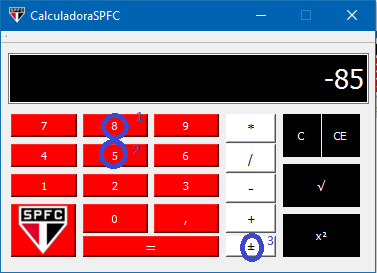 CalculadoraSPFC
-85
7 8 1 9 * C CE
4 5 2 6 / √
1 2 3 -
SPFC 0 , + x²
= ± 3